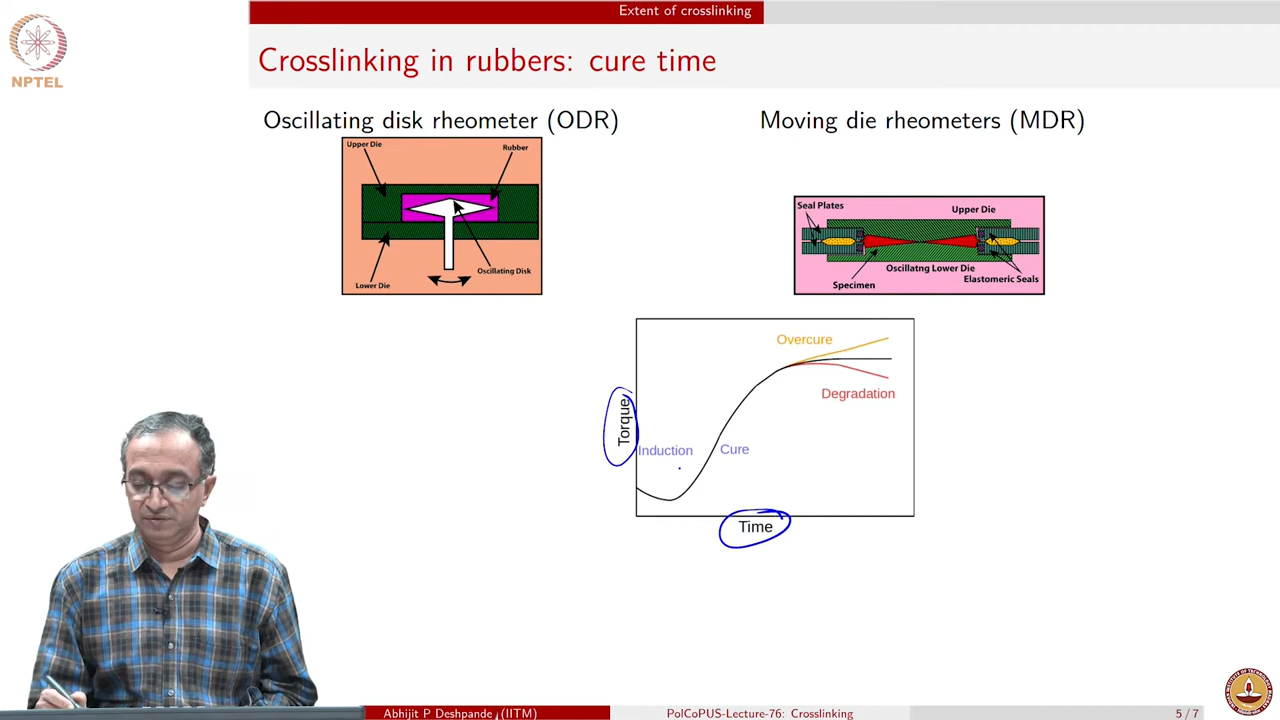 Extent of crosslinking
NPTEL
Crosslinking in rubbers: cure time
Oscillating disk rheometer (ODR)
Moving die rheometers (MDR)
Upper Die
Rubber
Oscillating Disk
Lower Die
Seal Plates
Upper Die
Oscillatng Lower Die
Elastomeric Seals
Specimen
Overcure
Degradation
Torque
Induction
Cure
Time
Abhijit P Deshpande (IITM)
PolCoPUS-Lecture-76: Crosslinking
5 / 7